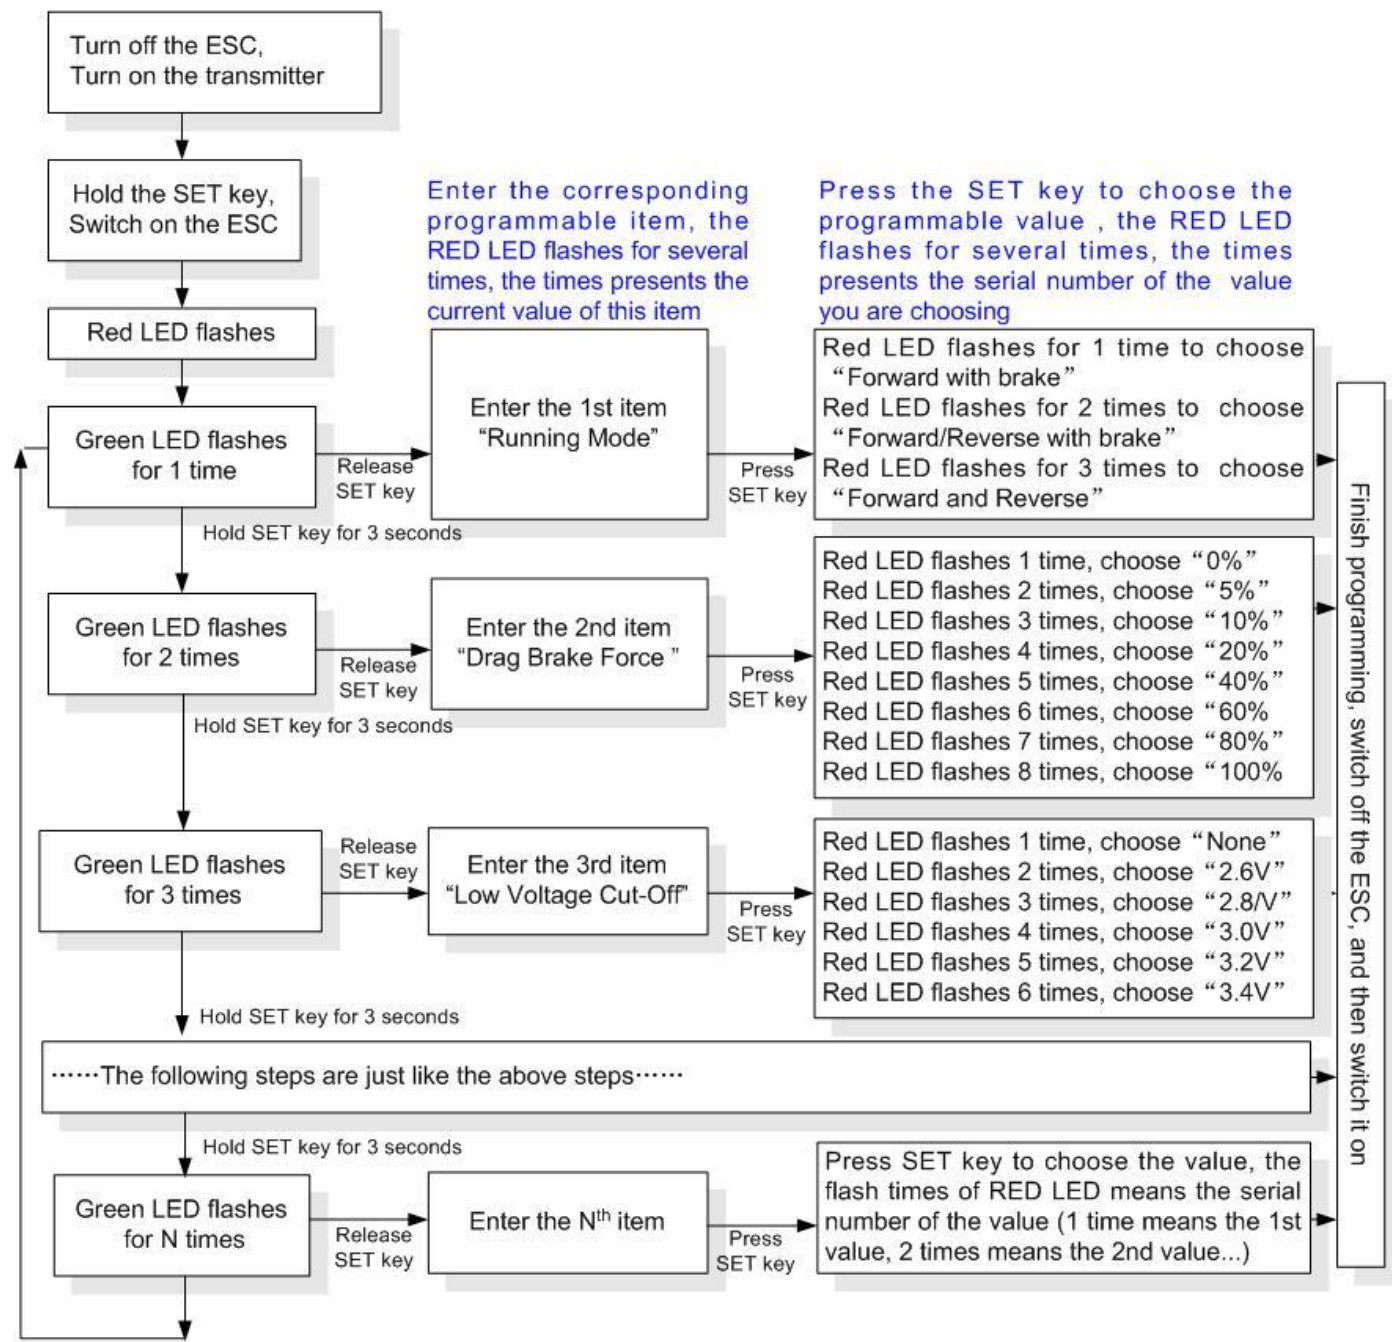 Turn off the ESC,
Turn on the transmitter
Hold the SET key,
Switch on the ESC
Enter the corresponding
programmable item, the
RED LED flashes for several
times, the times presents the
current value of this item
Press the SET key to choose the
programmable value , the RED LED
flashes for several times, the times
presents the serial number of the value
you are choosing
Red LED flashes
Green LED flashes
for 1 time
Release
SET key
Enter the 1st item
“Running Mode”
Press
SET key
Red LED flashes for 1 time to choose
“Forward with brake”
Red LED flashes for 2 times to choose
“Forward/Reverse with brake”
Red LED flashes for 3 times to choose
“Forward and Reverse”
Hold SET key for 3 seconds
Green LED flashes
for 2 times
Release
SET key
Enter the 2nd item
“Drag Brake Force ”
Press
SET key
Red LED flashes 1 time, choose “0%”
Red LED flashes 2 times, choose “5%”
Red LED flashes 3 times, choose “10%”
Red LED flashes 4 times, choose “20%”
Red LED flashes 5 times, choose “40%”
Red LED flashes 6 times, choose “60%
Red LED flashes 7 times, choose “80%”
Red LED flashes 8 times, choose “100%
Hold SET key for 3 seconds
Green LED flashes
for 3 times
Release
SET key
Enter the 3rd item
“Low Voltage Cut-Off”
Press
SET key
Red LED flashes 1 time, choose “None”
Red LED flashes 2 times, choose “2.6V”
Red LED flashes 3 times, choose “2.8/V”
Red LED flashes 4 times, choose “3.0V”
Red LED flashes 5 times, choose “3.2V”
Red LED flashes 6 times, choose “3.4V”
Hold SET key for 3 seconds
······The following steps are just like the above steps······
Hold SET key for 3 seconds
Green LED flashes
for N times
Release
SET key
Enter the Nth item
Press
SET key
Press SET key to choose the value, the
flash times of RED LED means the serial
number of the value (1 time means the 1st
value, 2 times means the 2nd value...)
Finish programming, switch off the ESC, and then switch it on